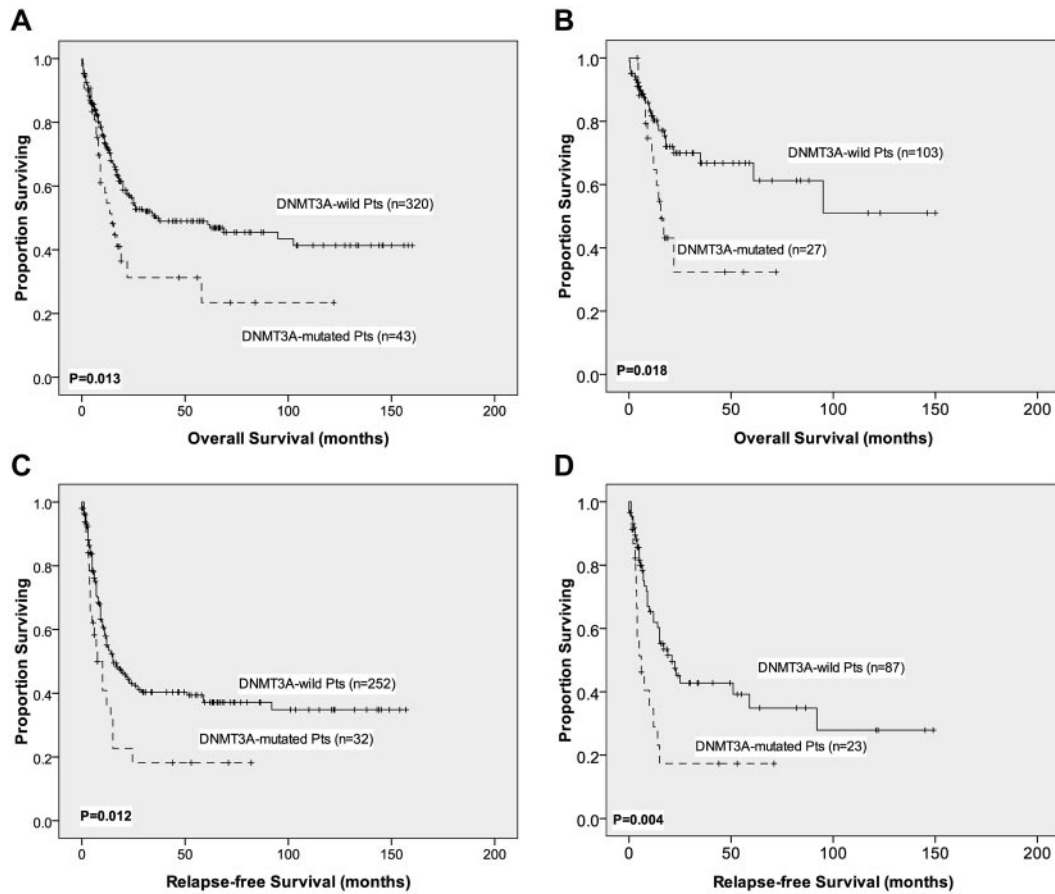 A
Proportion Surviving
1.0
0.8
0.6
0.4
0.2
0.0
DNMT3A-wild Pts (n=320)
DNMT3A-mutated Pts (n=43)
P=0.013
0 50 100 150 200
Overall Survival (months)
B
Proportion Surviving
1.0
0.8
0.6
0.4
0.2
0.0
DNMT3A-wild Pts (n=103)
DNMT3A-mutated (n=27)
P=0.018
0 50 100 150 200
Overall Survival (months)
C
Proportion Surviving
1.0
0.8
0.6
0.4
0.2
0.0
DNMT3A-wild Pts (n=252)
DNMT3A-mutated Pts (n=32)
P=0.012
0 50 100 150 200
Relapse-free Survival (months)
D
Proportion Surviving
1.0
0.8
0.6
0.4
0.2
0.0
DNMT3A-wild Pts (n=87)
DNMT3A-mutated Pts (n=23)
P=0.004
0 50 100 150 200
Relapse-free Survival (months)